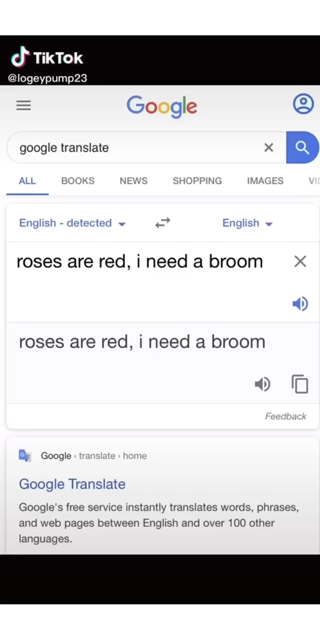 TikTok
@logeypump23
Google
google translate
ALL BOOKS NEWS SHOPPING IMAGES
English - detected English
roses are red, i need a broom
roses are red, i need a broom
Feedback
Google › translate › home
Google Translate
Google's free service instantly translates words, phrases,
and web pages between English and over 100 other
languages.